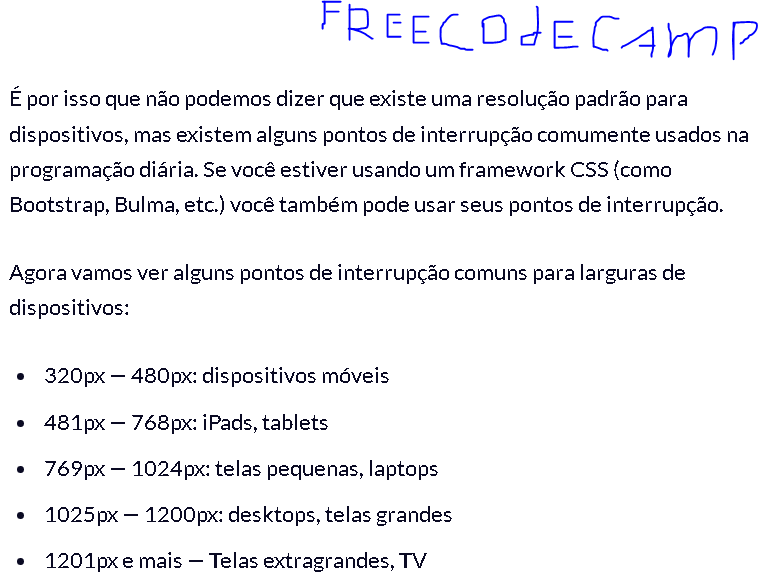 FREECOdECAMP
É por isso que não podemos dizer que existe uma resolução padrão para
dispositivos, mas existem alguns pontos de interrupção comumente usados na
programação diária. Se você estiver usando um framework CSS (como
Bootstrap, Bulma, etc.) você também pode usar seus pontos de interrupção.
Agora vamos ver alguns pontos de interrupção comuns para larguras de
dispositivos:
• 320px — 480px: dispositivos móveis
• 481px — 768px: iPads, tablets
• 769px — 1024px: telas pequenas, laptops
• 1025px — 1200px: desktops, telas grandes
• 1201px e mais — Telas extragrandes, TV